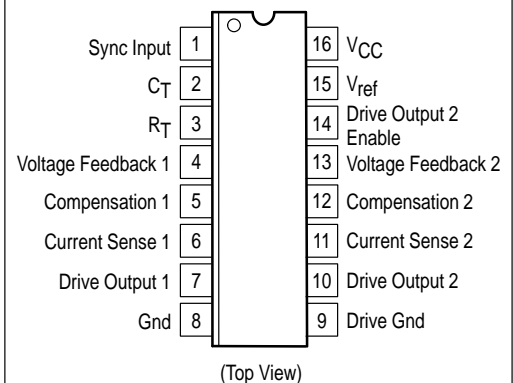 Sync Input 1 16 VCC
CT 2 15 Vref
RT 3 14 Drive Output 2 Enable
Voltage Feedback 1 4 13 Voltage Feedback 2
Compensation 1 5 12 Compensation 2
Current Sense 1 6 11 Current Sense 2
Drive Output 1 7 10 Drive Output 2
Gnd 8 9 Drive Gnd
(Top View)